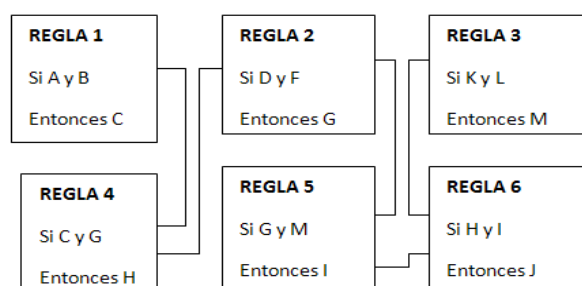 REGLA 1
Si A y B
Entonces C
REGLA 2
Si D y F
Entonces G
REGLA 3
Si K y L
Entonces M
REGLA 4
Si C y G
Entonces H
REGLA 5
Si G y M
Entonces I
REGLA 6
Si H y I
Entonces J